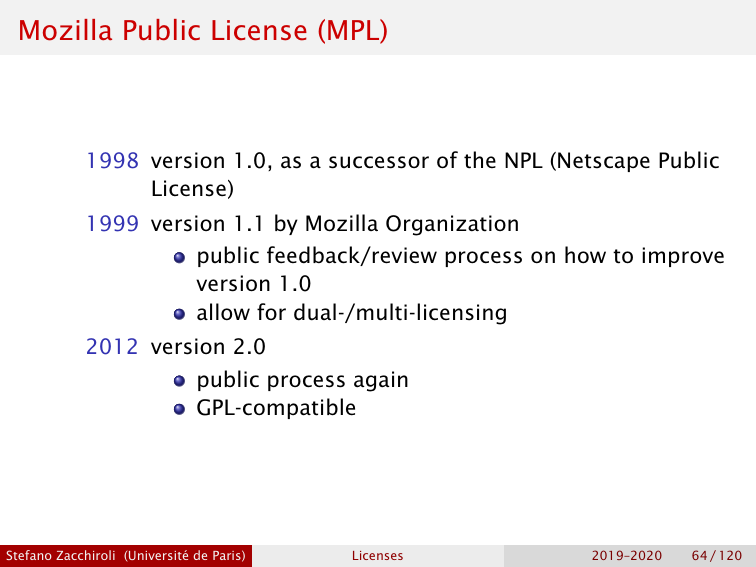 Mozilla Public License (MPL)
1998 version 1.0, as a successor of the NPL (Netscape Public
License)
1999 version 1.1 by Mozilla Organization
public feedback/review process on how to improve
version 1.0
allow for dual-/multi-licensing
2012 version 2.0
public process again
GPL-compatible
Stefano Zacchiroli (Université de Paris) Licenses 2019–2020 64 / 120